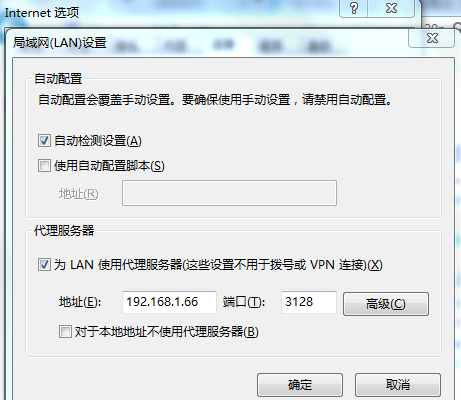 Internet 选项
局域网(LAN)设置
自动配置
自动配置会覆盖手动设置。要确保使用手动设置，请禁用自动配置。
自动检测设置(A)
使用自动配置脚本(S)
地址(R)
代理服务器
为 LAN 使用代理服务器(这些设置不用于拨号或 VPN 连接)(X)
地址(E): 192.168.1.66 端口(T): 3128 高级(C)
对于本地地址不使用代理服务器(B)
确定 取消